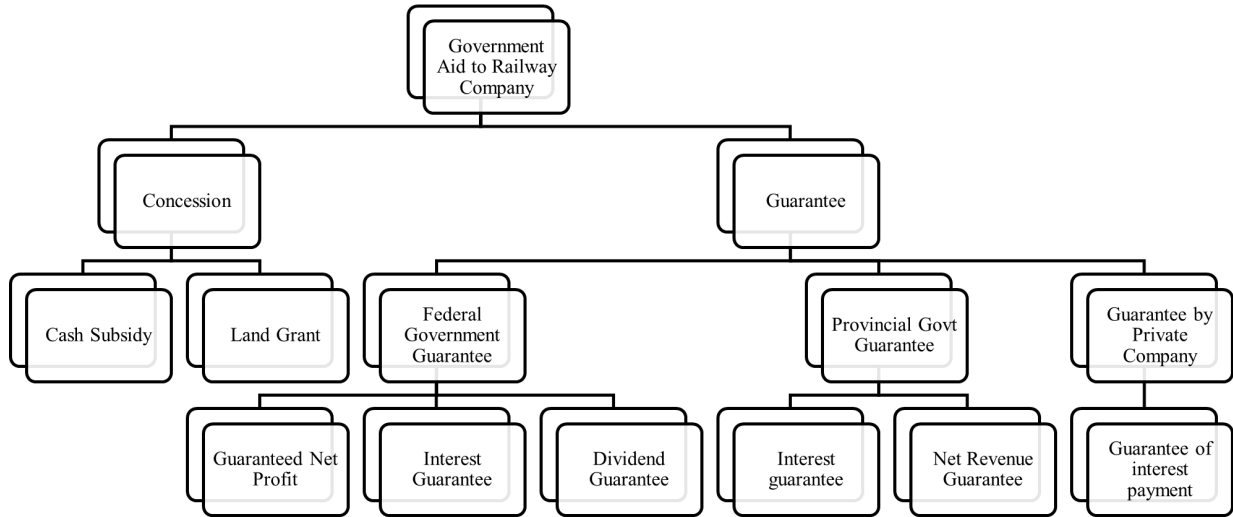 Government
Aid to Railway
Company
Concession
Guarantee
Cash Subsidy
Land Grant
Federal
Government
Guarantee
Provincial Govt
Guarantee
Guarantee by
Private
Company
Guaranteed Net
Profit
Interest
Guarantee
Dividend
Guarantee
Interest
guarantee
Net Revenue
Guarantee
Guarantee of
interest
payment